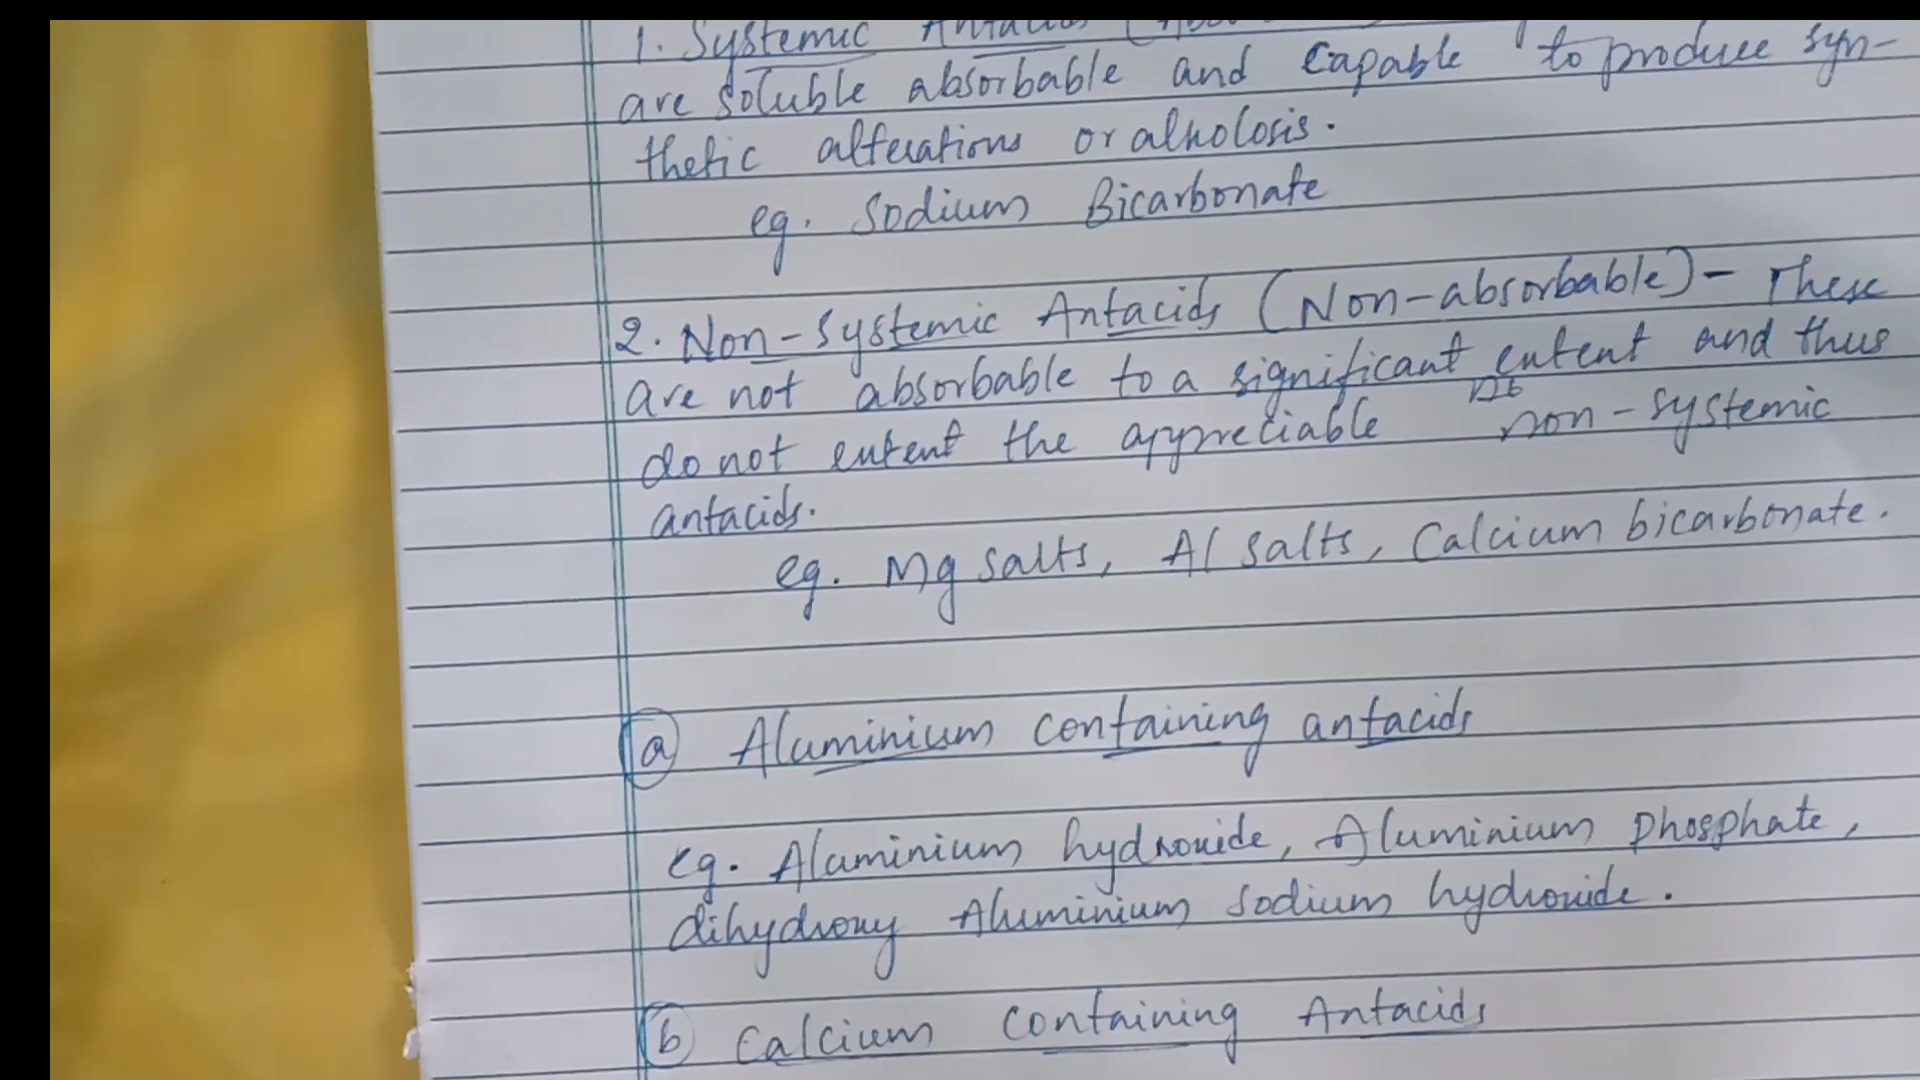 1. Systemic Antacids
are soluble absorbable and capable to produce syn-
thetic alterations or alkolosis.
eg. Sodium Bicarbonate
2. Non-Systemic Antacids (Non-absorbable) - These
are not absorbable to a significant extent and thus
do not extent the appreciable non-systemic
antacids.
eg. Mg salts, Al salts, Calcium bicarbonate.
a Aluminium containing antacids
eg. Aluminium hydroxide, Aluminium phosphate,
dihydroxy Aluminium Sodium hydroxide.
b Calcium containing Antacids